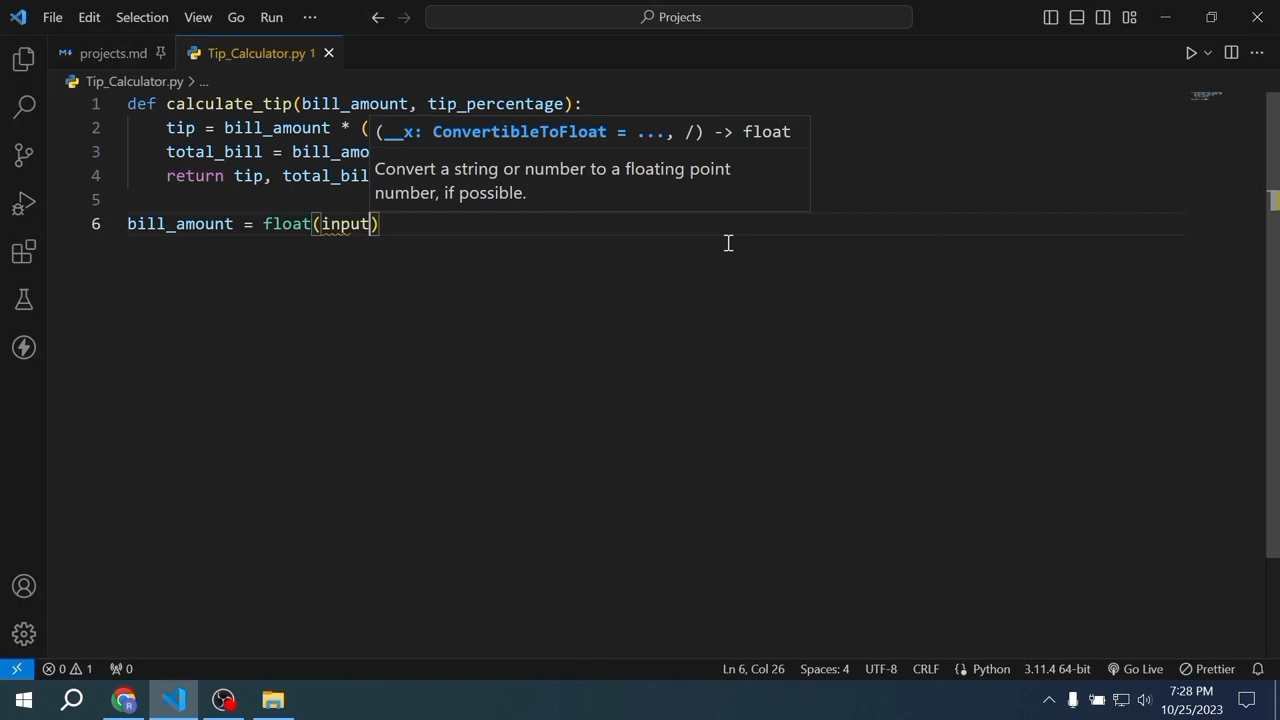 File Edit Selection View Go Run ··· Projects
projects.md Tip_Calculator.py 1
Tip_Calculator.py > ...
1 def calculate_tip(bill_amount, tip_percentage):
2 tip = bill_amount * (
(__x: ConvertibleToFloat = ..., /) -> float
3 total_bill = bill_amo
Convert a string or number to a floating point
4 return tip, total_bil
number, if possible.
5
6 bill_amount = float(input)
0 1 0 Ln 6, Col 26 Spaces: 4 UTF-8 CRLF Python 3.11.4 64-bit Go Live Prettier
7:28 PM
10/25/2023